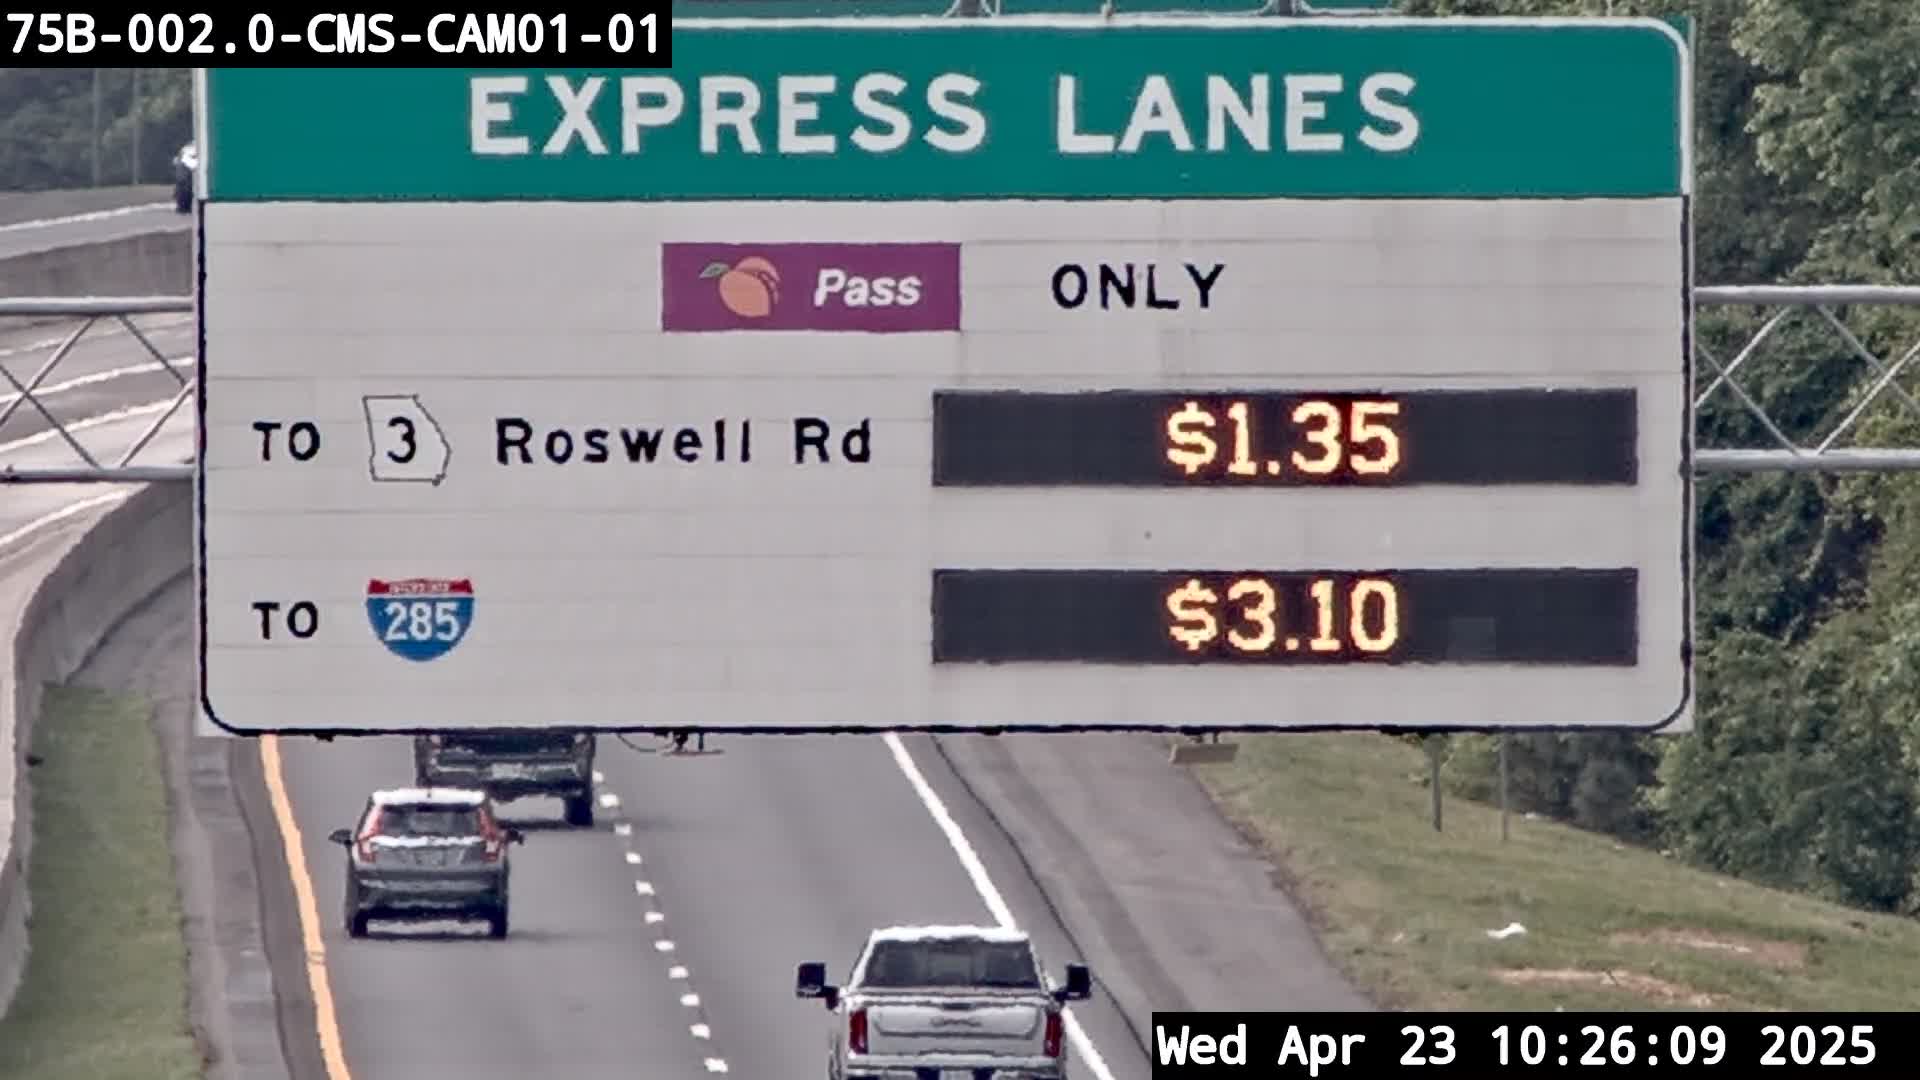 75B-002.0-CMS-CAM01-01
EXPRESS LANES
Pass ONLY
TO 3 Roswell Rd $1.35
TO 285 $3.10
Wed Apr 23 10:26:09 2025